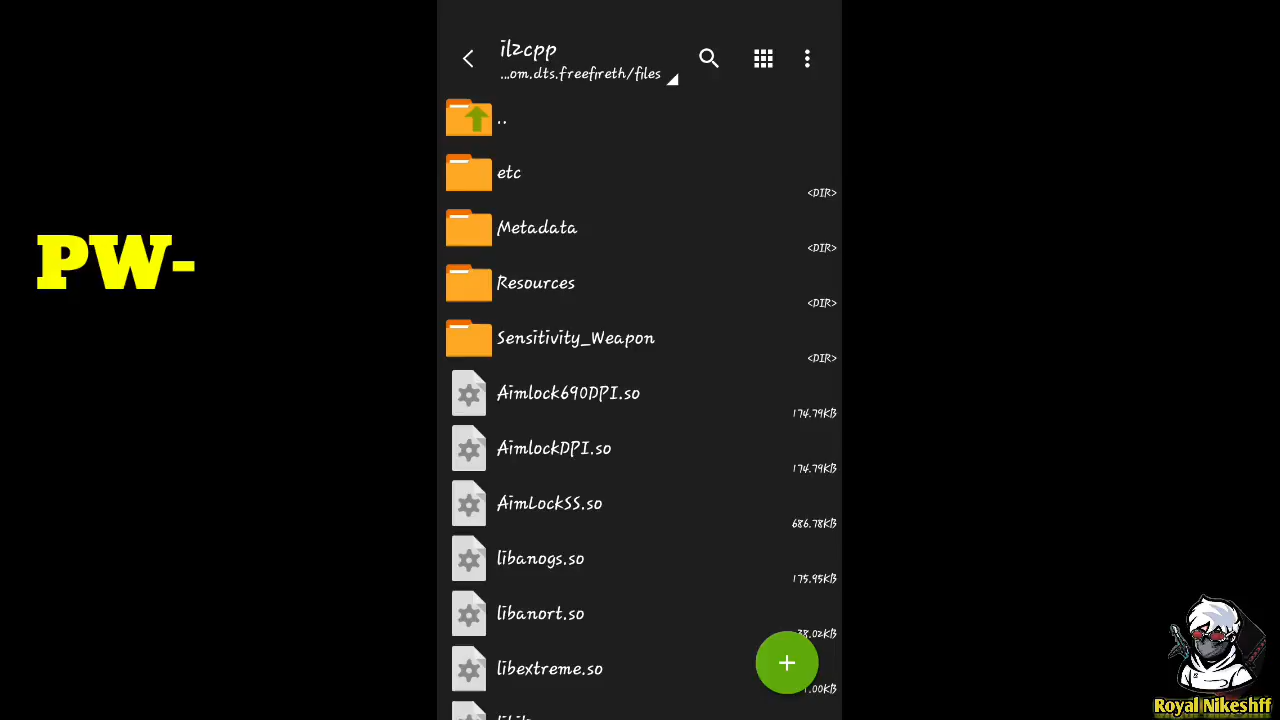 il2cpp
...om.dts.freefireth/files
PW-
..
etc
<DIR>
Metadata
<DIR>
Resources
<DIR>
Sensitivity_Weapon
<DIR>
Aimlock690DPI.so
174.79KB
AimlockDPI.so
174.79KB
AimLockSS.so
686.78KB
libanogs.so
175.95KB
libanort.so
libextreme.so
Royal Nikeshff